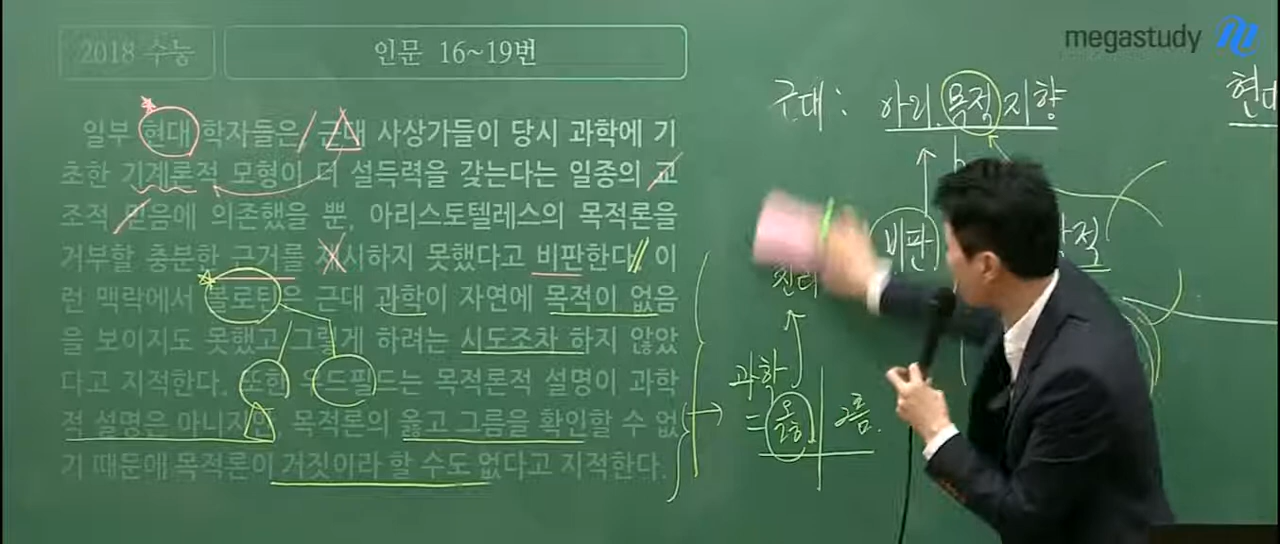 megastudy
2018 수능
인문 16~19번
일부 현대 학자들은 근대 사상가들이 당시 과학에 기
초한 기계론적 모형이 더 설득력을 갖는다는 일종의 교
조적 믿음에 의존했을 뿐, 아리스토텔레스의 목적론을
거부할 충분한 근거를 제시하지 못했다고 비판한다. 이
런 맥락에서 볼로틴은 근대 과학이 자연에 목적이 없음
을 보이지도 못했고 그렇게 하려는 시도조차 하지 않았
다고 지적한다. 또한 우드필드는 목적론적 설명이 과학
적 설명은 아니지만, 목적론의 옳고 그름을 확인할 수 없
기 때문에 목적론이 거짓이라 할 수도 없다고 지적한다.
근대: 아리.목적지향
현대
비판
진리
과학
= 옳음. 그름.